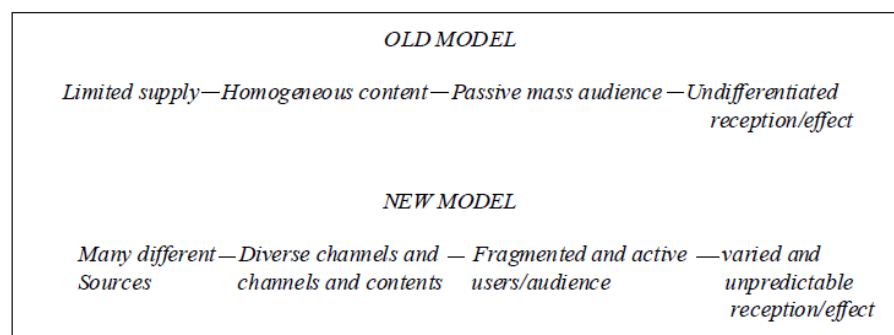 OLD MODEL
Limited supply—Homogeneous content—Passive mass audience—Undifferentiated
reception/effect
NEW MODEL
Many different — Diverse channels and — Fragmented and active — varied and
Sources channels and contents users/audience unpredictable
reception/effect